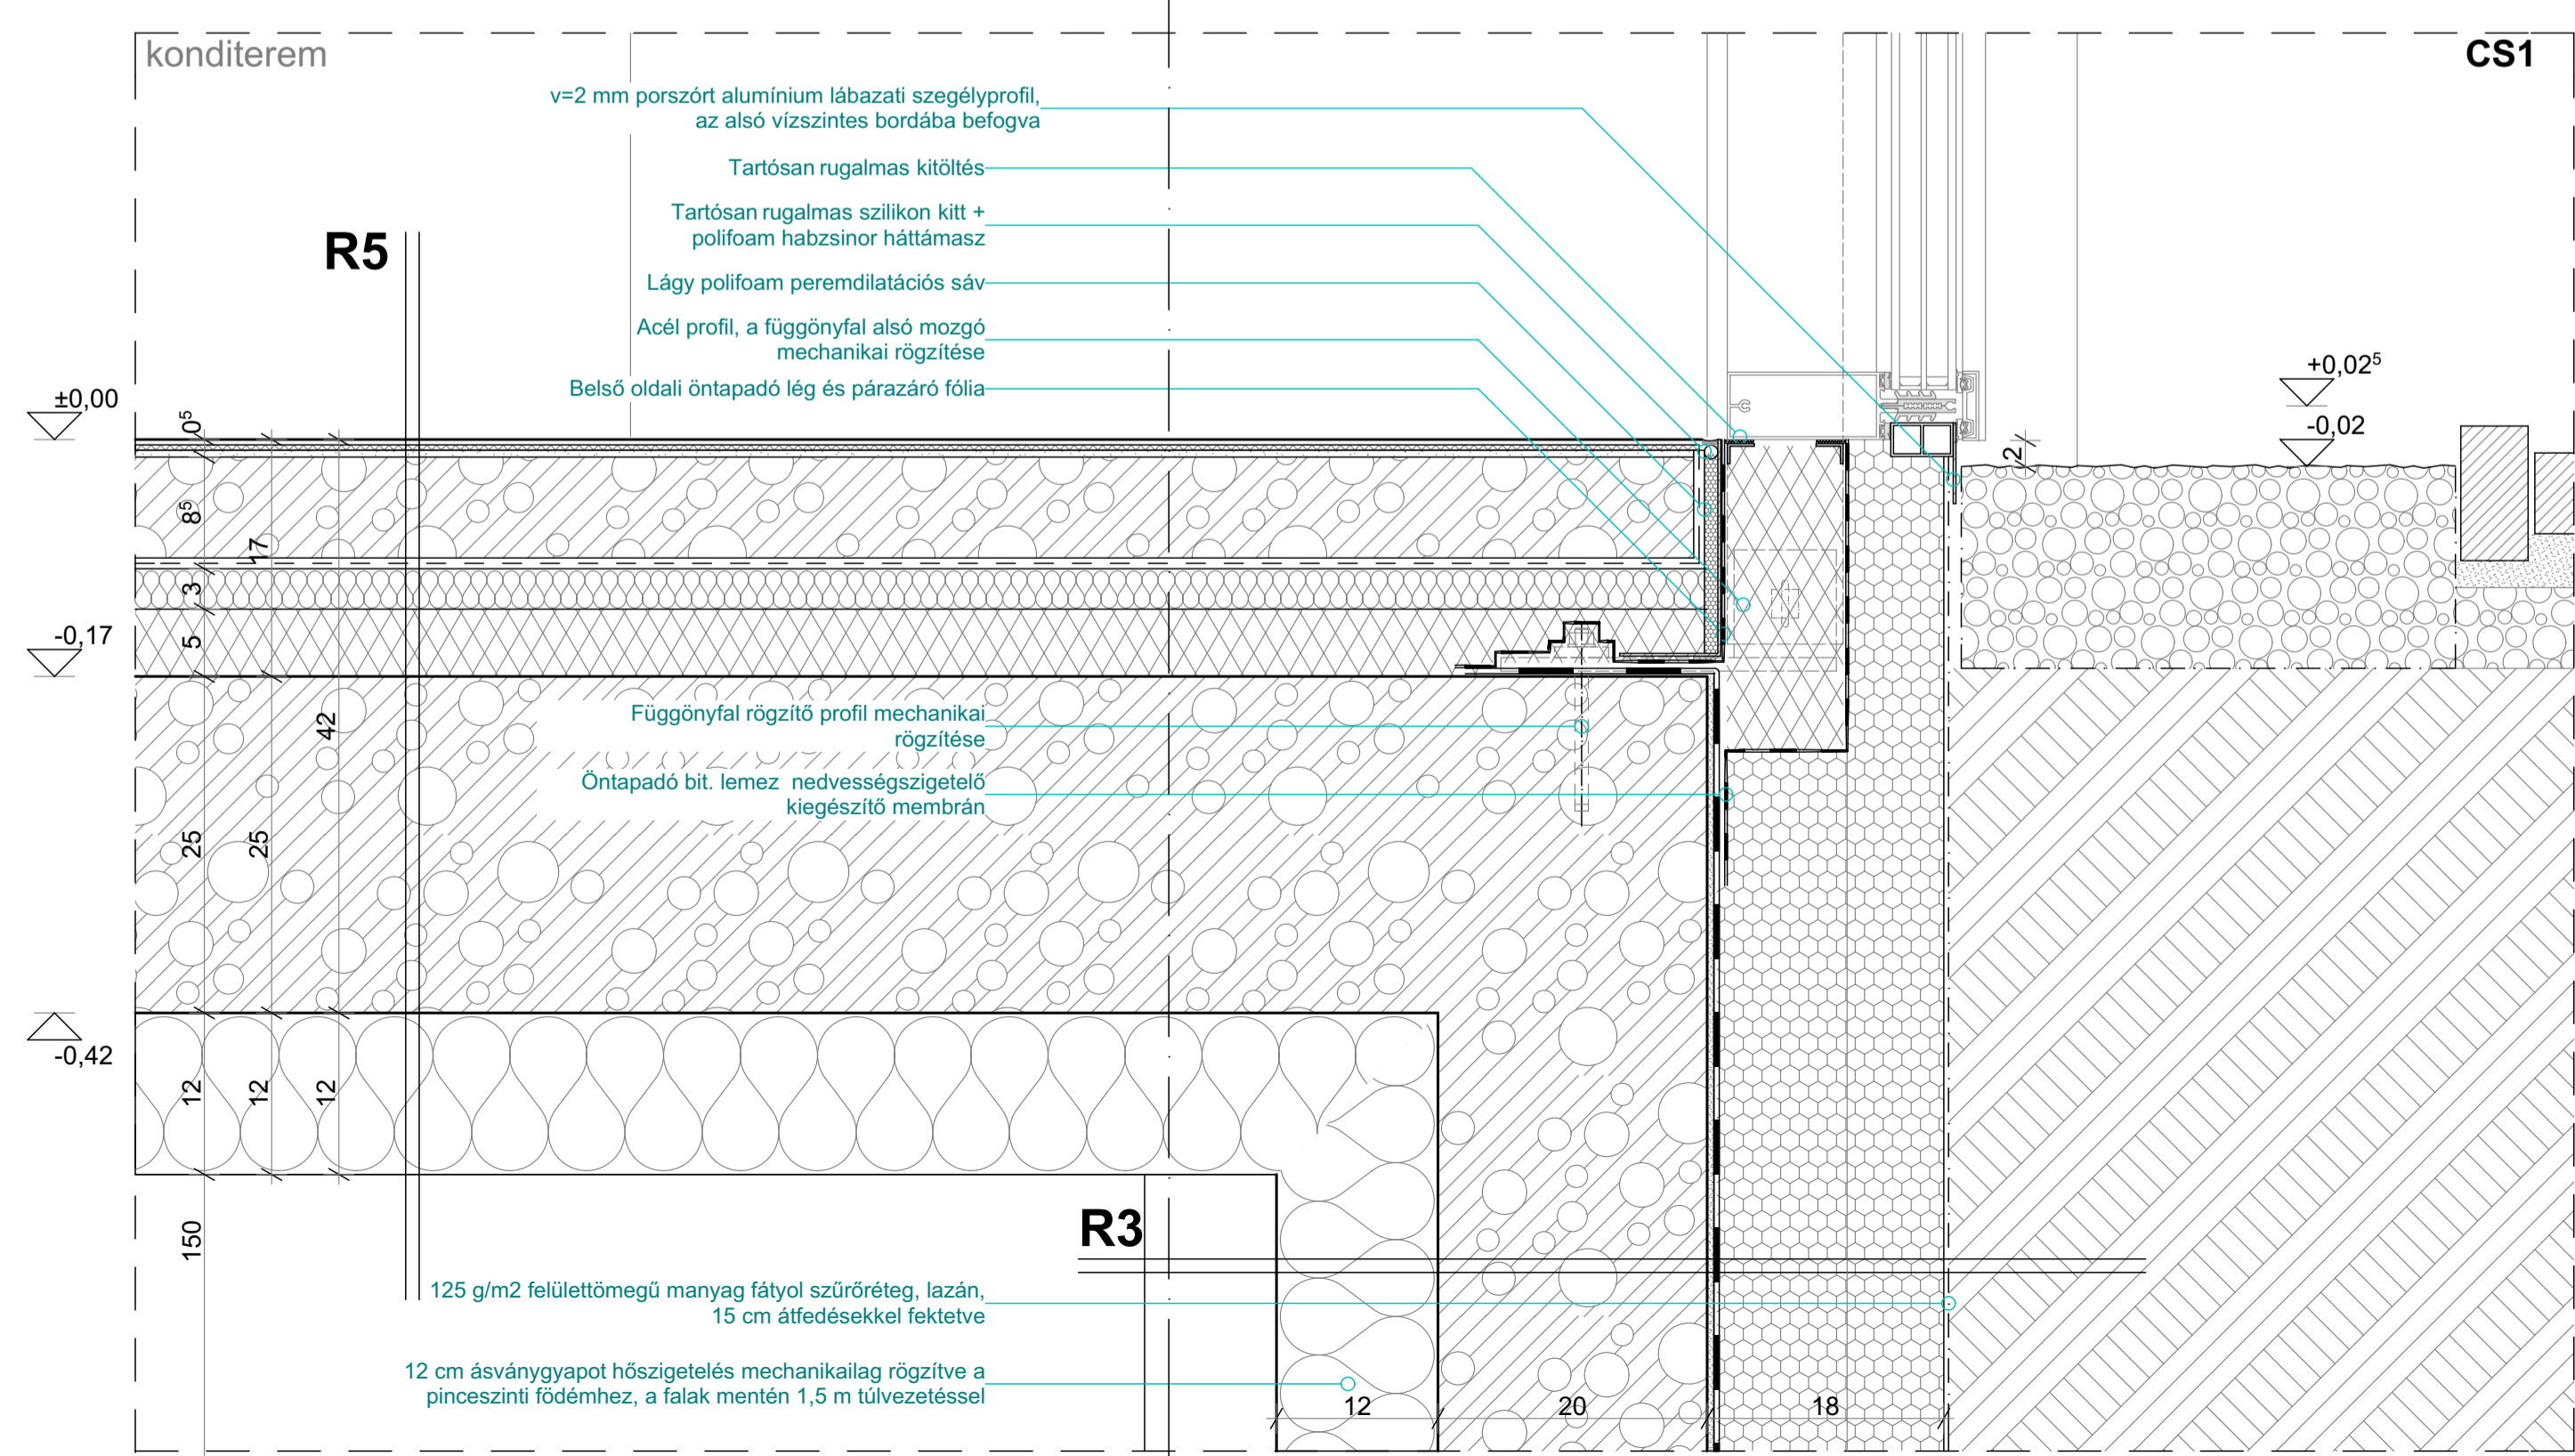 konditerem
CS1
v=2 mm porszórt alumínium lábazati szegélyprofil,
az alsó vízszintes bordába befogva
Tartósan rugalmas kitöltés
Tartósan rugalmas szilikon kitt +
polifoam habzsinor háttámasz
R5
Lágy polifoam peremdilatációs sáv
Acél profil, a függönyfal alsó mozgó
mechanikai rögzítése
Belső oldali öntapadó lég és párazáró fólia
±0,00
+0,02⁵
-0,02
0⁵
2
8⁵
17
3
5
-0,17
42
Függönyfal rögzítő profil mechanikai
rögzítése
Öntapadó bit. lemez nedvességszigetelő
kiegészítő membrán
25
25
-0,42
12
12
12
150
R3
125 g/m2 felülettömegű manyag fátyol szűrőréteg, lazán,
15 cm átfedésekkel fektetve
12 cm ásványgyapot hőszigetelés mechanikailag rögzítve a
pinceszinti födémhez, a falak mentén 1,5 m túlvezetéssel
12
20
18